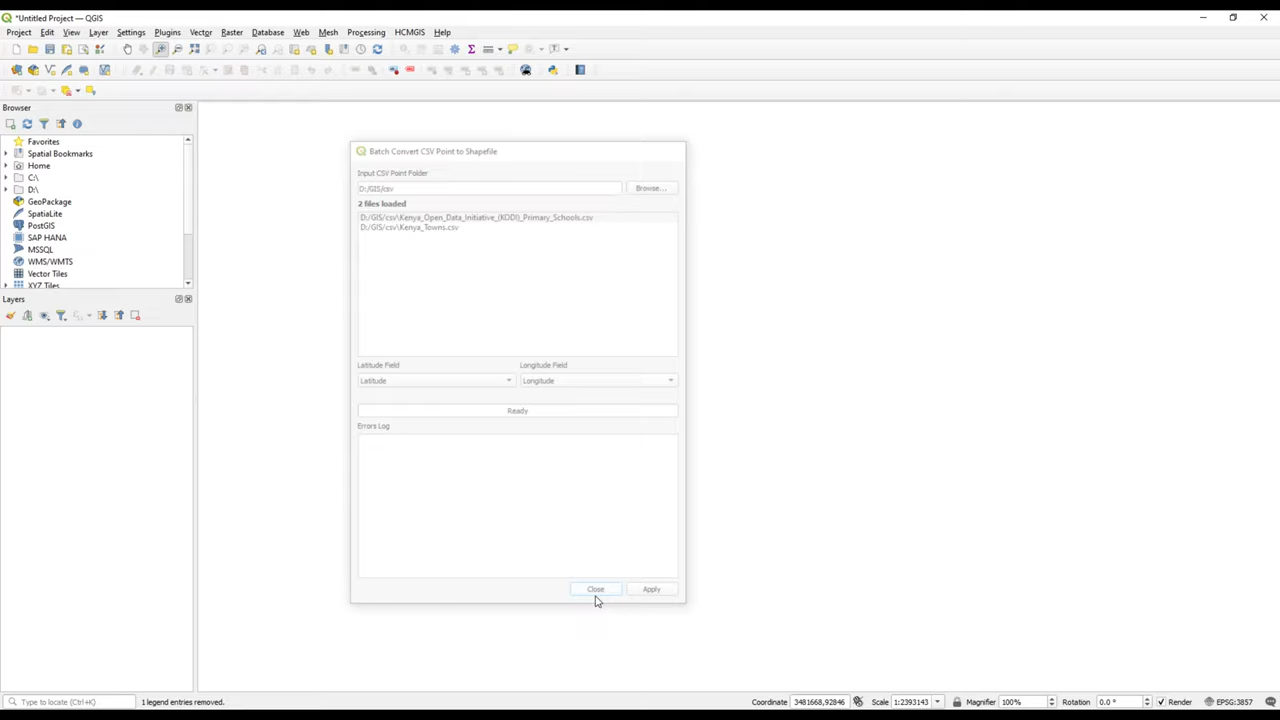 *Untitled Project — QGIS
Project Edit View Layer Settings Plugins Vector Raster Database Web Mesh Processing HCMGIS Help
Browser
Favorites
Spatial Bookmarks
Home
C:\
D:\
GeoPackage
SpatiaLite
PostGIS
SAP HANA
MSSQL
WMS/WMTS
Vector Tiles
XYZ Tiles
Layers
Batch Convert CSV Point to Shapefile
Input CSV Point Folder
D:/GIS/csv Browse...
2 files loaded
D:/GIS/csv\Kenya_Open_Data_Initiative_(KODI)_Primary_Schools.csv
D:/GIS/csv\Kenya_Towns.csv
Latitude Field Longitude Field
Latitude Longitude
Ready
Errors Log
Close Apply
Type to locate (Ctrl+K) 1 legend entries removed. Coordinate 3481668,92846 Scale 1:2393143 Magnifier 100% Rotation 0.0 ° Render EPSG:3857